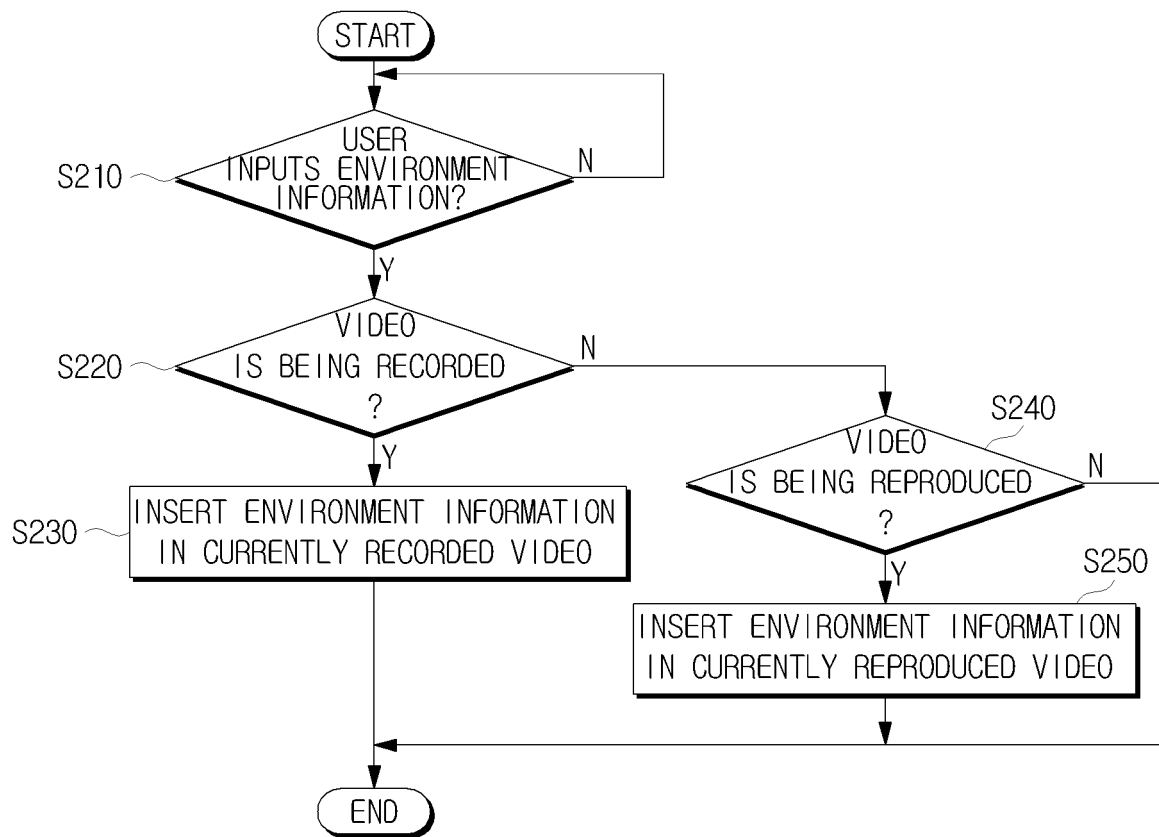 START
USER
INPUTS ENVIRONMENT
INFORMATION?
N
S210
Y
VIDEO
IS BEING RECORDED
?
N
S220
Y
S240
VIDEO
IS BEING REPRODUCED
?
N
INSERT ENVIRONMENT INFORMATION
IN CURRENTLY RECORDED VIDEO
S230
Y
S250
INSERT ENVIRONMENT INFORMATION
IN CURRENTLY REPRODUCED VIDEO
END